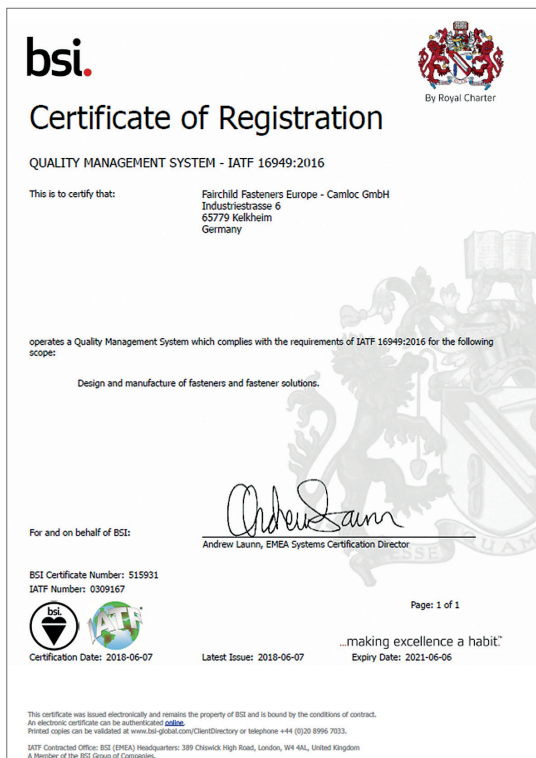 bsi.
By Royal Charter
Certificate of Registration
QUALITY MANAGEMENT SYSTEM - IATF 16949:2016
This is to certify that:
Fairchild Fasteners Europe - Camloc GmbH
Industriestrasse 6
65779 Kelkheim
Germany
operates a Quality Management System which complies with the requirements of IATF 16949:2016 for the following
scope:
Design and manufacture of fasteners and fastener solutions.
For and on behalf of BSI:
Andrew Launn, EMEA Systems Certification Director
BSI Certificate Number: 515931
IATF Number: 0309167
Page: 1 of 1
bsi.
IATF
...making excellence a habit.™
Certification Date: 2018-06-07
Latest Issue: 2018-06-07
Expiry Date: 2021-06-06
This certificate was issued electronically and remains the property of BSI and is bound by the conditions of contract.
An electronic certificate can be authenticated online.
Printed copies can be validated at www.bsi-global.com/ClientDirectory or telephone +44 (0)20 8996 7033.
IATF Contracted Office: BSI (EMEA) Headquarters: 389 Chiswick High Road, London, W4 4AL, United Kingdom
A Member of the BSI Group of Companies.